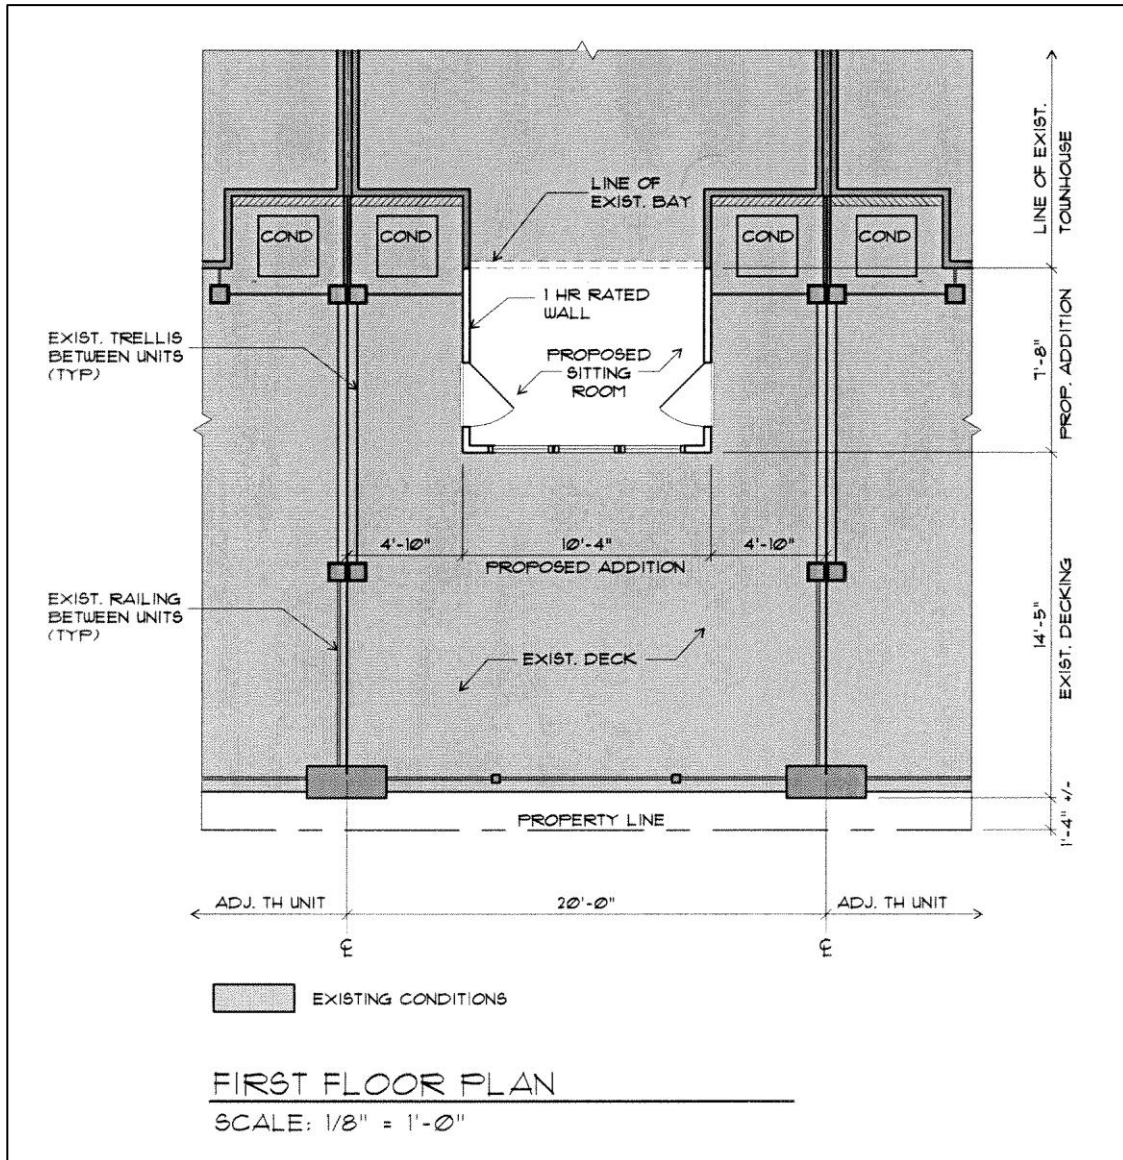 LINE OF EXIST.
TOUNHOUSE
LINE OF
EXIST. BAY
COND
COND
COND
COND
1 HR RATED
WALL
EXIST. TRELLIS
BETWEEN UNITS
(TYP)
PROPOSED
SITTING
ROOM
7'-8"
PROP. ADDITION
4'-10"
10'-4"
4'-10"
PROPOSED ADDITION
EXIST. RAILING
BETWEEN UNITS
(TYP)
EXIST. DECK
14'-5"
EXIST. DECKING
PROPERTY LINE
1'-4" +/-
ADJ. TH UNIT
20'-0"
ADJ. TH UNIT
℄
℄
EXISTING CONDITIONS
FIRST FLOOR PLAN
SCALE: 1/8" = 1'-0"